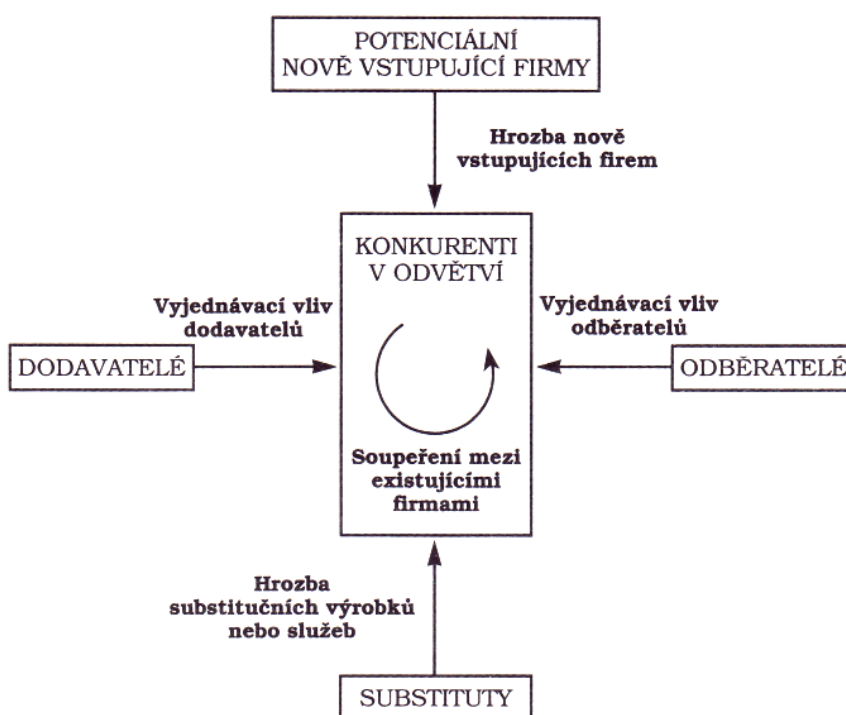 POTENCIÁLNÍ
NOVĚ VSTUPUJÍCÍ FIRMY
Hrozba nově
vstupujících firem
KONKURENTI
V ODVĚTVÍ
Vyjednávací vliv
dodavatelů
Vyjednávací vliv
odběratelů
DODAVATELÉ
ODBĚRATELÉ
Soupeření mezi
existujícími
firmami
Hrozba
substitučních výrobků
nebo služeb
SUBSTITUTY